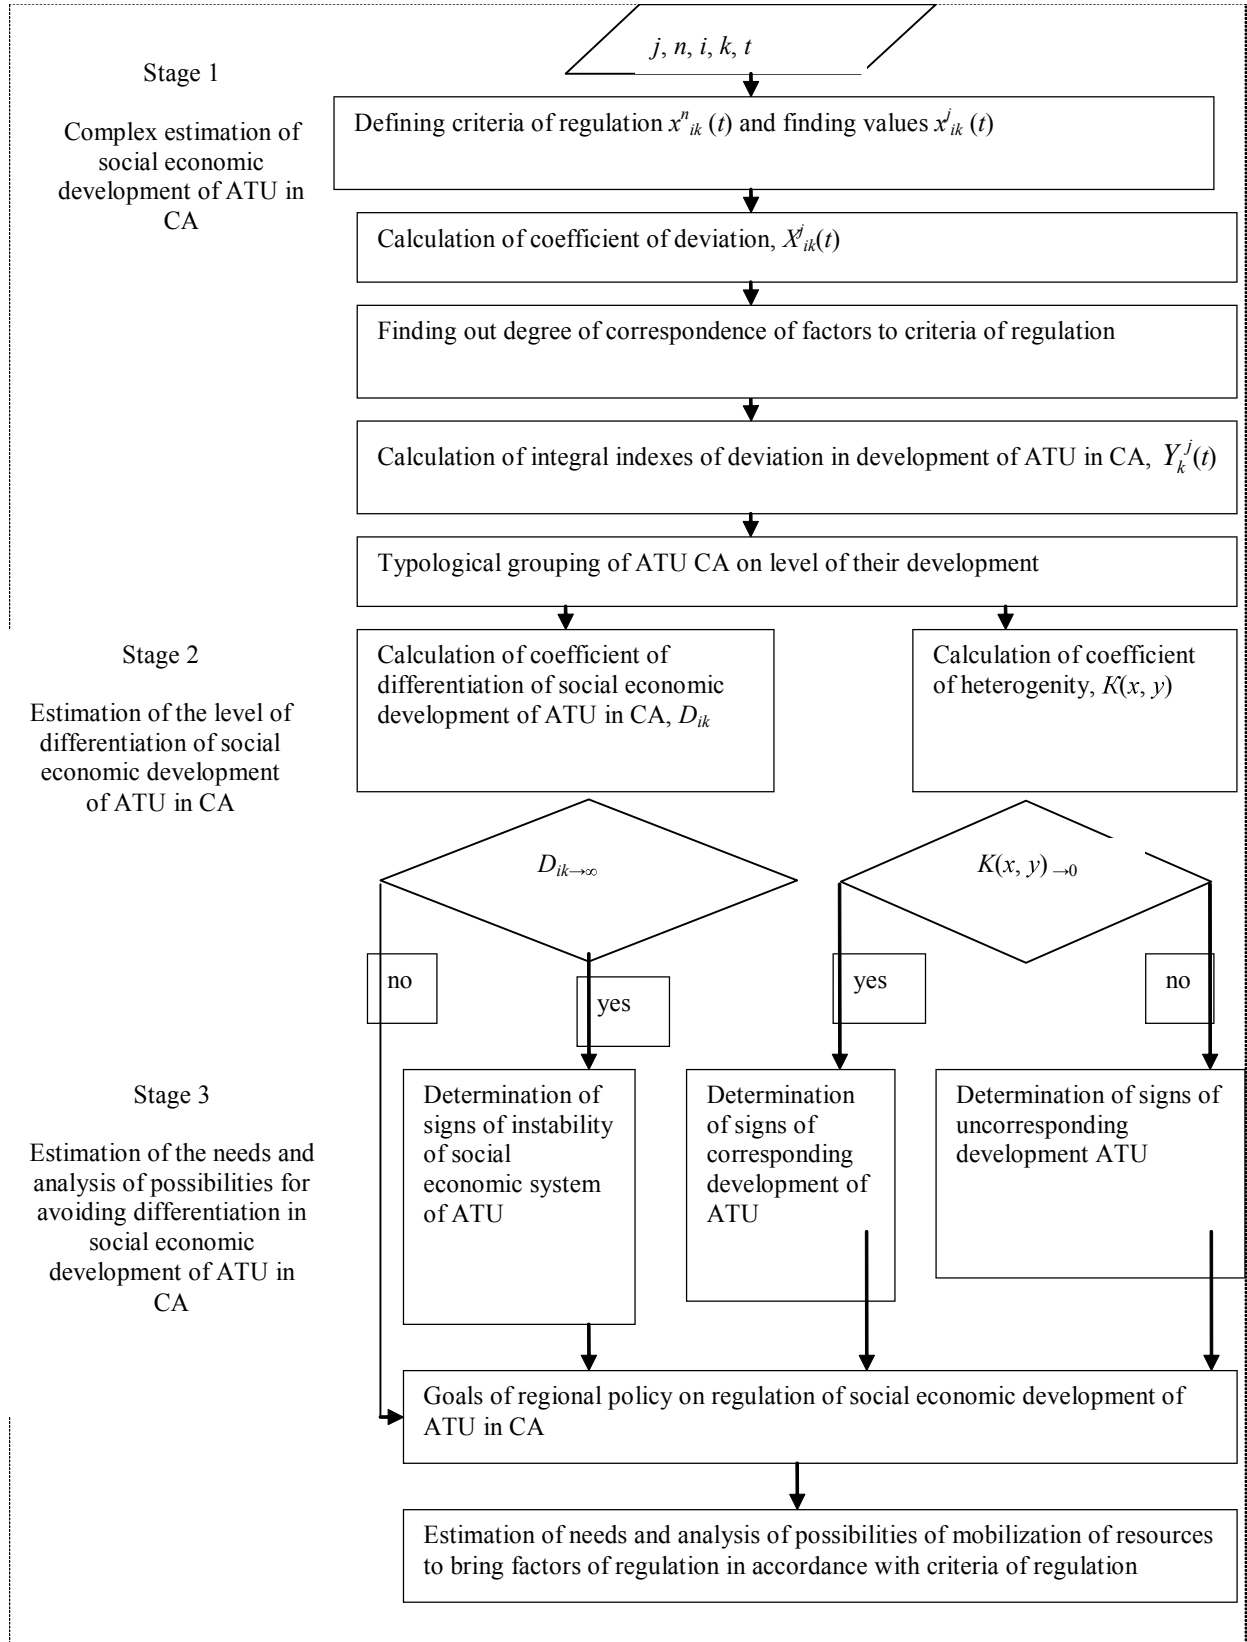 j, n, i, k, t
Stage 1
Complex estimation of
social economic
development of ATU in
CA
Defining criteria of regulation xⁿᵢₖ (t) and finding values xʲᵢₖ (t)
Calculation of coefficient of deviation, Xʲᵢₖ(t)
Finding out degree of correspondence of factors to criteria of regulation
Calculation of integral indexes of deviation in development of ATU in CA, Yₖʲ(t)
Typological grouping of ATU CA on level of their development
Stage 2
Estimation of the level of
differentiation of social
economic development
of ATU in CA
Calculation of coefficient of
differentiation of social economic
development of ATU in CA, Dᵢₖ
Calculation of coefficient
of heterogenity, K(x, y)
Dᵢₖ→∞
K(x, y) →0
no
yes
yes
no
Stage 3
Estimation of the needs and
analysis of possibilities for
avoiding differentiation in
social economic
development of ATU in
CA
Determination of
signs of instability
of social
economic system
of ATU
Determination
of signs of
corresponding
development of
ATU
Determination of signs of
uncorresponding
development ATU
Goals of regional policy on regulation of social economic development of
ATU in CA
Estimation of needs and analysis of possibilities of mobilization of resources
to bring factors of regulation in accordance with criteria of regulation